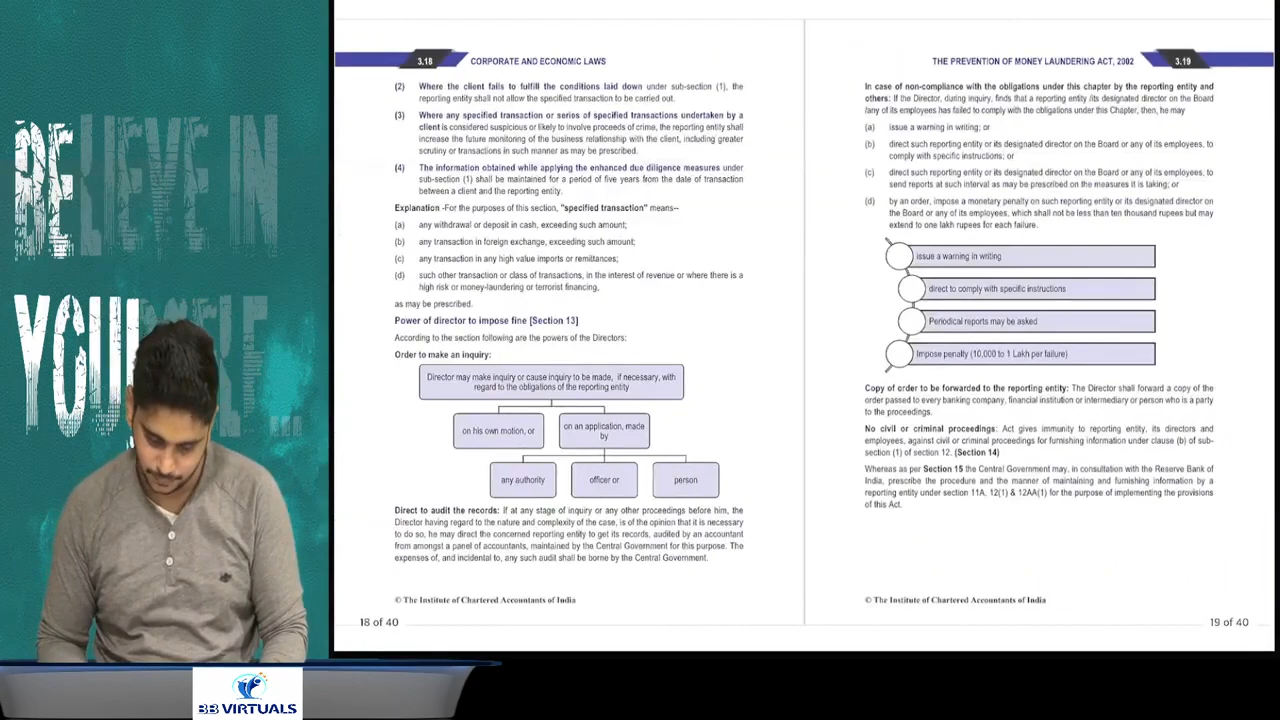 BELIEVE IN
YOURSELF...
BB VIRTUALS
3.18 CORPORATE AND ECONOMIC LAWS
(2) Where the client fails to fulfill the conditions laid down under sub-section (1), the
reporting entity shall not allow the specified transaction to be carried out.
(3) Where any specified transaction or series of specified transactions undertaken by a
client is considered suspicious or likely to involve proceeds of crime, the reporting entity shall
increase the future monitoring of the business relationship with the client, including greater
scrutiny or transactions in such manner as may be prescribed.
(4) The information obtained while applying the enhanced due diligence measures under
sub-section (1) shall be maintained for a period of five years from the date of transaction
between a client and the reporting entity.
Explanation -For the purposes of this section, "specified transaction" means--
(a) any withdrawal or deposit in cash, exceeding such amount;
(b) any transaction in foreign exchange, exceeding such amount;
(c) any transaction in any high value imports or remittances;
(d) such other transaction or class of transactions, in the interest of revenue or where there is a
high risk or money-laundering or terrorist financing,
as may be prescribed.
Power of director to impose fine [Section 13]
According to the section following are the powers of the Directors:
Order to make an inquiry:
Director may make inquiry or cause inquiry to be made, if necessary, with
regard to the obligations of the reporting entity
on his own motion, or
on an application, made
by
any authority
officer or
person
Direct to audit the records: If at any stage of inquiry or any other proceedings before him, the
Director having regard to the nature and complexity of the case, is of the opinion that it is necessary
to do so, he may direct the concerned reporting entity to get its records, audited by an accountant
from amongst a panel of accountants, maintained by the Central Government for this purpose. The
expenses of, and incidental to, any such audit shall be borne by the Central Government.
© The Institute of Chartered Accountants of India
18 of 40
THE PREVENTION OF MONEY LAUNDERING ACT, 2002 3.19
In case of non-compliance with the obligations under this chapter by the reporting entity and
others: If the Director, during inquiry, finds that a reporting entity /its designated director on the Board
/any of its employees has failed to comply with the obligations under this Chapter, then, he may
(a) issue a warning in writing; or
(b) direct such reporting entity or its designated director on the Board or any of its employees, to
comply with specific instructions; or
(c) direct such reporting entity or its designated director on the Board or any of its employees, to
send reports at such interval as may be prescribed on the measures it is taking; or
(d) by an order, impose a monetary penalty on such reporting entity or its designated director on
the Board or any of its employees, which shall not be less than ten thousand rupees but may
extend to one lakh rupees for each failure.
issue a warning in writing
direct to comply with specific instructions
Periodical reports may be asked
Impose penalty (10,000 to 1 Lakh per failure)
Copy of order to be forwarded to the reporting entity: The Director shall forward a copy of the
order passed to every banking company, financial institution or intermediary or person who is a party
to the proceedings.
No civil or criminal proceedings: Act gives immunity to reporting entity, its directors and
employees, against civil or criminal proceedings for furnishing information under clause (b) of sub-
section (1) of section 12. (Section 14)
Whereas as per Section 15 the Central Government may, in consultation with the Reserve Bank of
India, prescribe the procedure and the manner of maintaining and furnishing information by a
reporting entity under section 11A, 12(1) & 12AA(1) for the purpose of implementing the provisions
of this Act.
© The Institute of Chartered Accountants of India
19 of 40